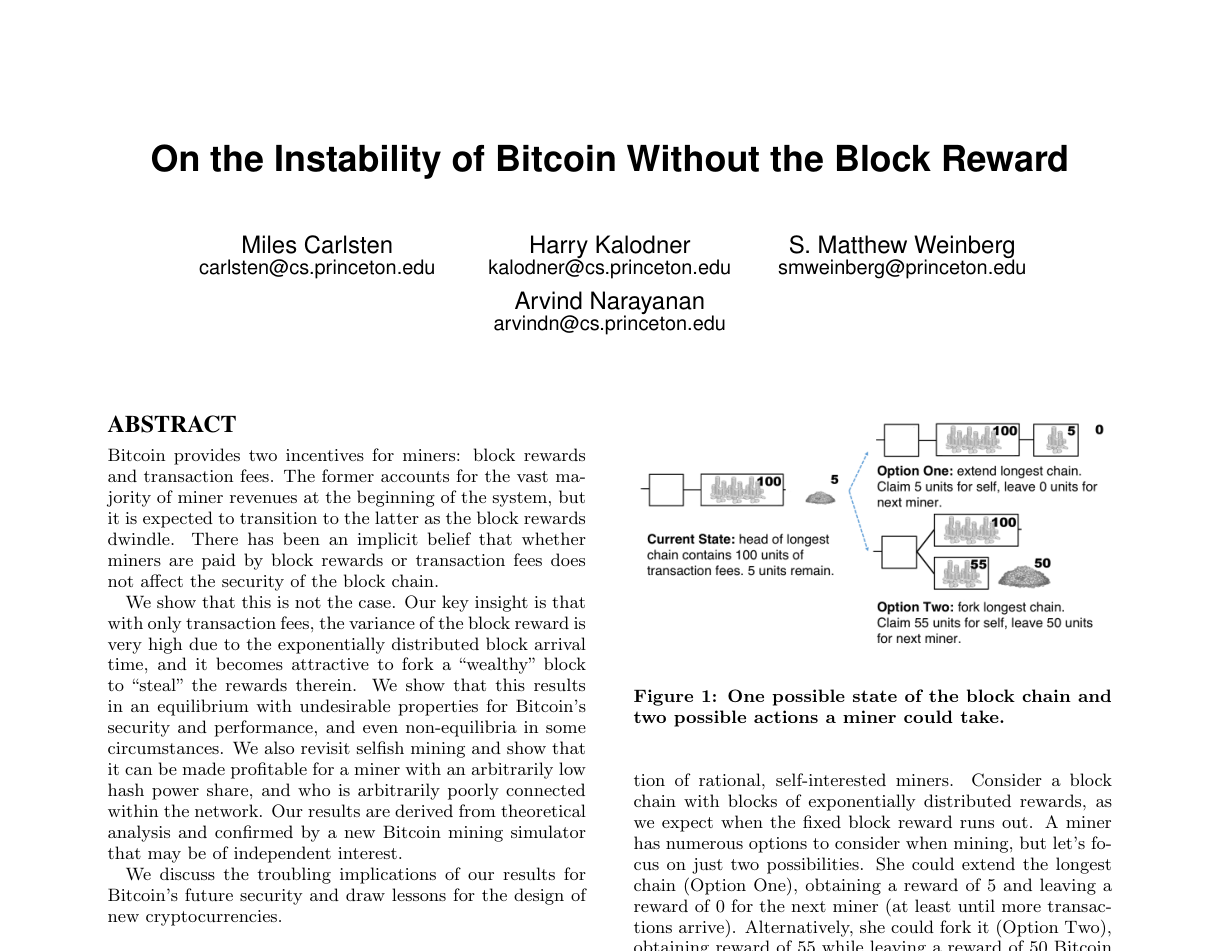 On the Instability of Bitcoin Without the Block Reward
Miles Carlsten
carlsten@cs.princeton.edu
Harry Kalodner
kalodner@cs.princeton.edu
S. Matthew Weinberg
smweinberg@princeton.edu
Arvind Narayanan
arvindn@cs.princeton.edu
ABSTRACT
Bitcoin provides two incentives for miners: block rewards
and transaction fees. The former accounts for the vast ma-
jority of miner revenues at the beginning of the system, but
it is expected to transition to the latter as the block rewards
dwindle. There has been an implicit belief that whether
miners are paid by block rewards or transaction fees does
not affect the security of the block chain.
We show that this is not the case. Our key insight is that
with only transaction fees, the variance of the block reward is
very high due to the exponentially distributed block arrival
time, and it becomes attractive to fork a “wealthy” block
to “steal” the rewards therein. We show that this results
in an equilibrium with undesirable properties for Bitcoin’s
security and performance, and even non-equilibria in some
circumstances. We also revisit selfish mining and show that
it can be made profitable for a miner with an arbitrarily low
hash power share, and who is arbitrarily poorly connected
within the network. Our results are derived from theoretical
analysis and confirmed by a new Bitcoin mining simulator
that may be of independent interest.
We discuss the troubling implications of our results for
Bitcoin’s future security and draw lessons for the design of
new cryptocurrencies.
100
5
Current State: head of longest
chain contains 100 units of
transaction fees. 5 units remain.
100
5
0
Option One: extend longest chain.
Claim 5 units for self, leave 0 units for
next miner.
100
55
50
Option Two: fork longest chain.
Claim 55 units for self, leave 50 units
for next miner.
Figure 1: One possible state of the block chain and
two possible actions a miner could take.
tion of rational, self-interested miners. Consider a block
chain with blocks of exponentially distributed rewards, as
we expect when the fixed block reward runs out. A miner
has numerous options to consider when mining, but let’s fo-
cus on just two possibilities. She could extend the longest
chain (Option One), obtaining a reward of 5 and leaving a
reward of 0 for the next miner (at least until more transac-
tions arrive). Alternatively, she could fork it (Option Two),
obtaining reward of 55 while leaving a reward of 50 Bitcoin